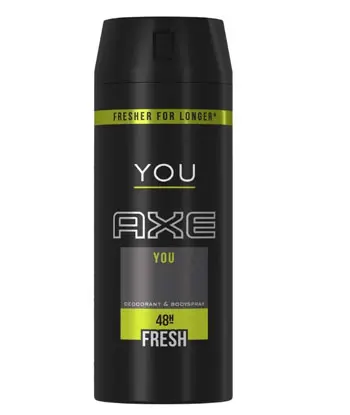 FRESHER FOR LONGER*
YOU
AXE
YOU
DEODORANT & BODYSPRAY
48H
FRESH